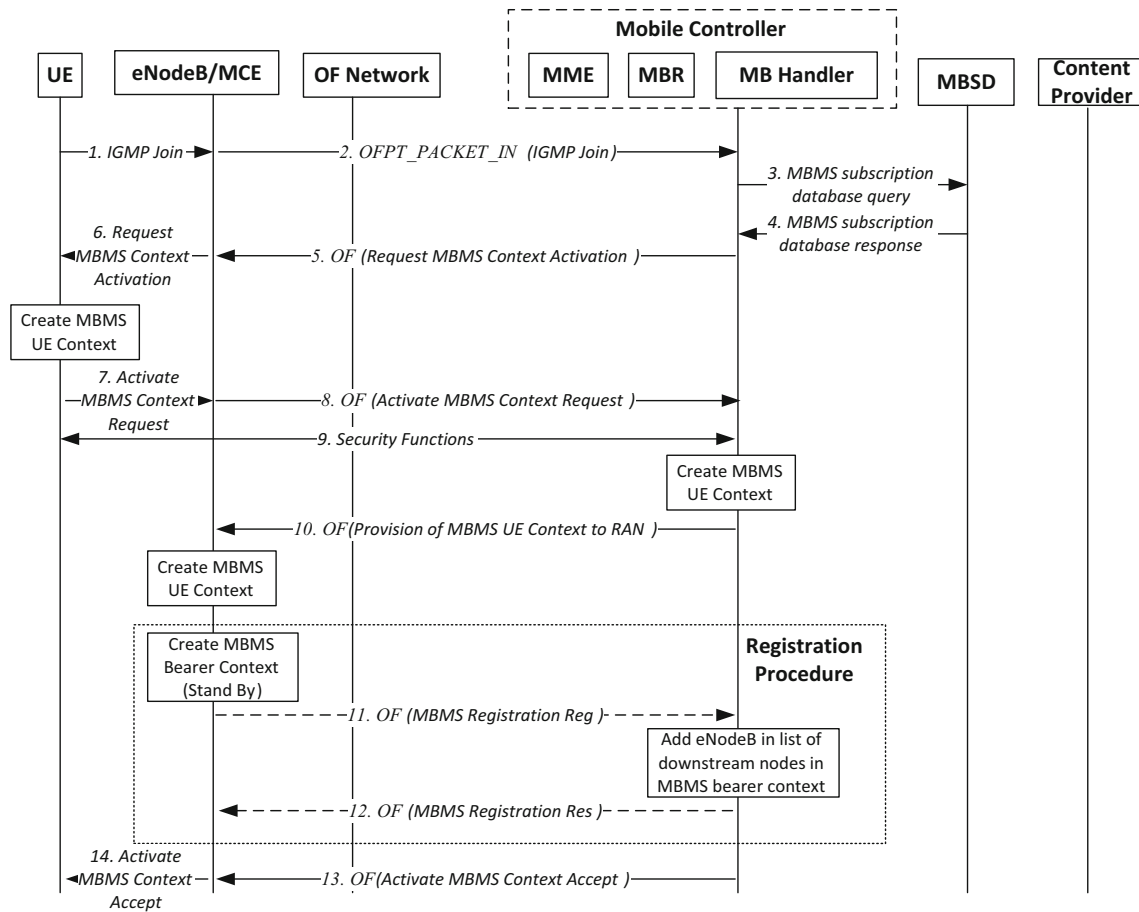 Mobile Controller
UE
eNodeB/MCE
OF Network
MME
MBR
MB Handler
MBSD
Content
Provider
1. IGMP Join
2. OFPT_PACKET_IN (IGMP Join)
3. MBMS subscription
database query
4. MBMS subscription
database response
5. OF (Request MBMS Context Activation )
6. Request
MBMS Context
Activation
Create MBMS
UE Context
7. Activate
MBMS Context
Request
8. OF (Activate MBMS Context Request )
9. Security Functions
Create MBMS
UE Context
10. OF(Provision of MBMS UE Context to RAN )
Create MBMS
UE Context
Registration
Procedure
Create MBMS
Bearer Context
(Stand By)
11. OF (MBMS Registration Reg )
Add eNodeB in list of
downstream nodes in
MBMS bearer context
12. OF (MBMS Registration Res )
13. OF(Activate MBMS Context Accept )
14. Activate
MBMS Context
Accept